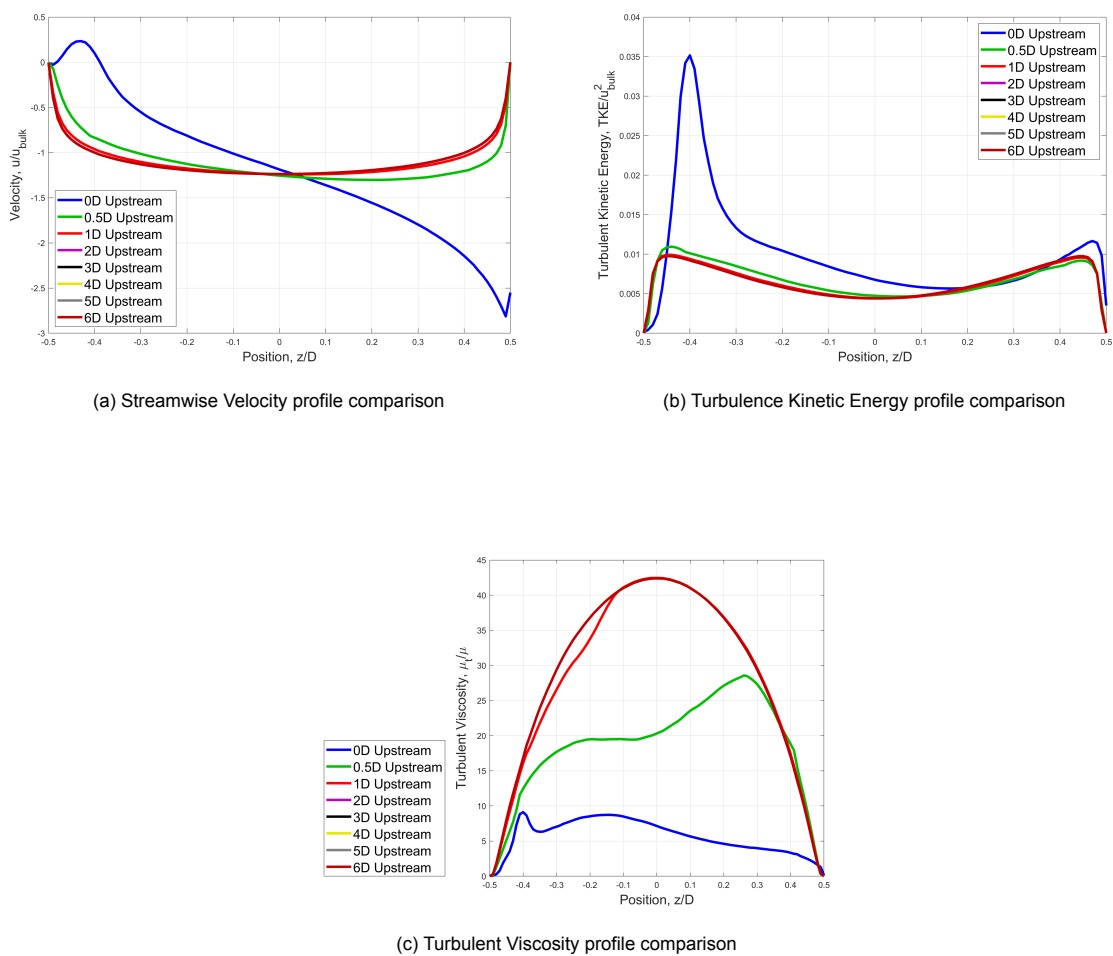 0.5
0
-0.5
-1
-1.5
-2
-2.5
-3
Velocity, u/u_bulk
0D Upstream
0.5D Upstream
1D Upstream
2D Upstream
3D Upstream
4D Upstream
5D Upstream
6D Upstream
-0.5 -0.4 -0.3 -0.2 -0.1 0 0.1 0.2 0.3 0.4 0.5
Position, z/D
(a) Streamwise Velocity profile comparison
0.04
0.035
0.03
0.025
0.02
0.015
0.01
0.005
0
Turbulent Kinetic Energy, TKE/u²_bulk
0D Upstream
0.5D Upstream
1D Upstream
2D Upstream
3D Upstream
4D Upstream
5D Upstream
6D Upstream
-0.5 -0.4 -0.3 -0.2 -0.1 0 0.1 0.2 0.3 0.4 0.5
Position, z/D
(b) Turbulence Kinetic Energy profile comparison
45
40
35
30
25
20
15
10
5
0
Turbulent Viscosity, μ_t/μ
0D Upstream
0.5D Upstream
1D Upstream
2D Upstream
3D Upstream
4D Upstream
5D Upstream
6D Upstream
-0.5 -0.4 -0.3 -0.2 -0.1 0 0.1 0.2 0.3 0.4 0.5
Position, z/D
(c) Turbulent Viscosity profile comparison